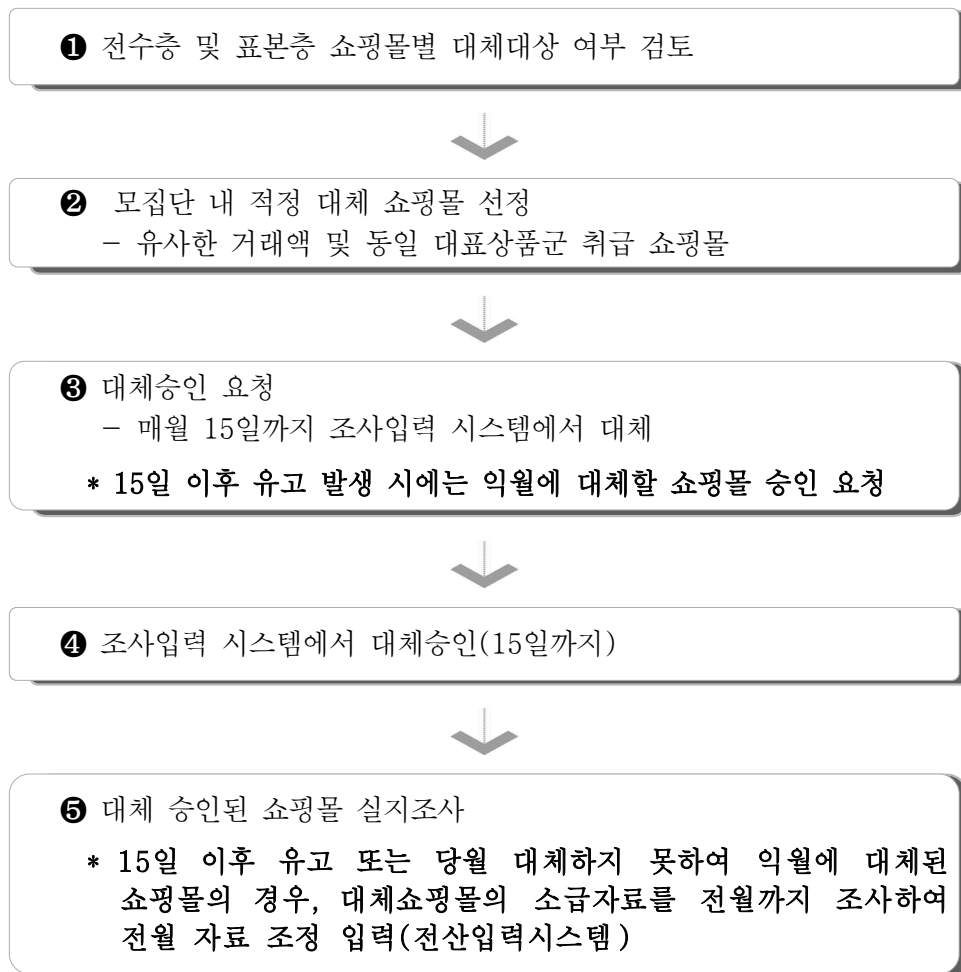 ❶ 전수층 및 표본층 쇼핑몰별 대체대상 여부 검토
❷ 모집단 내 적정 대체 쇼핑몰 선정
- 유사한 거래액 및 동일 대표상품군 취급 쇼핑몰
❸ 대체승인 요청
- 매월 15일까지 조사입력 시스템에서 대체
* 15일 이후 유고 발생 시에는 익월에 대체할 쇼핑몰 승인 요청
❹ 조사입력 시스템에서 대체승인(15일까지)
❺ 대체 승인된 쇼핑몰 실지조사
* 15일 이후 유고 또는 당월 대체하지 못하여 익월에 대체된
쇼핑몰의 경우, 대체쇼핑몰의 소급자료를 전월까지 조사하여
전월 자료 조정 입력(전산입력시스템)